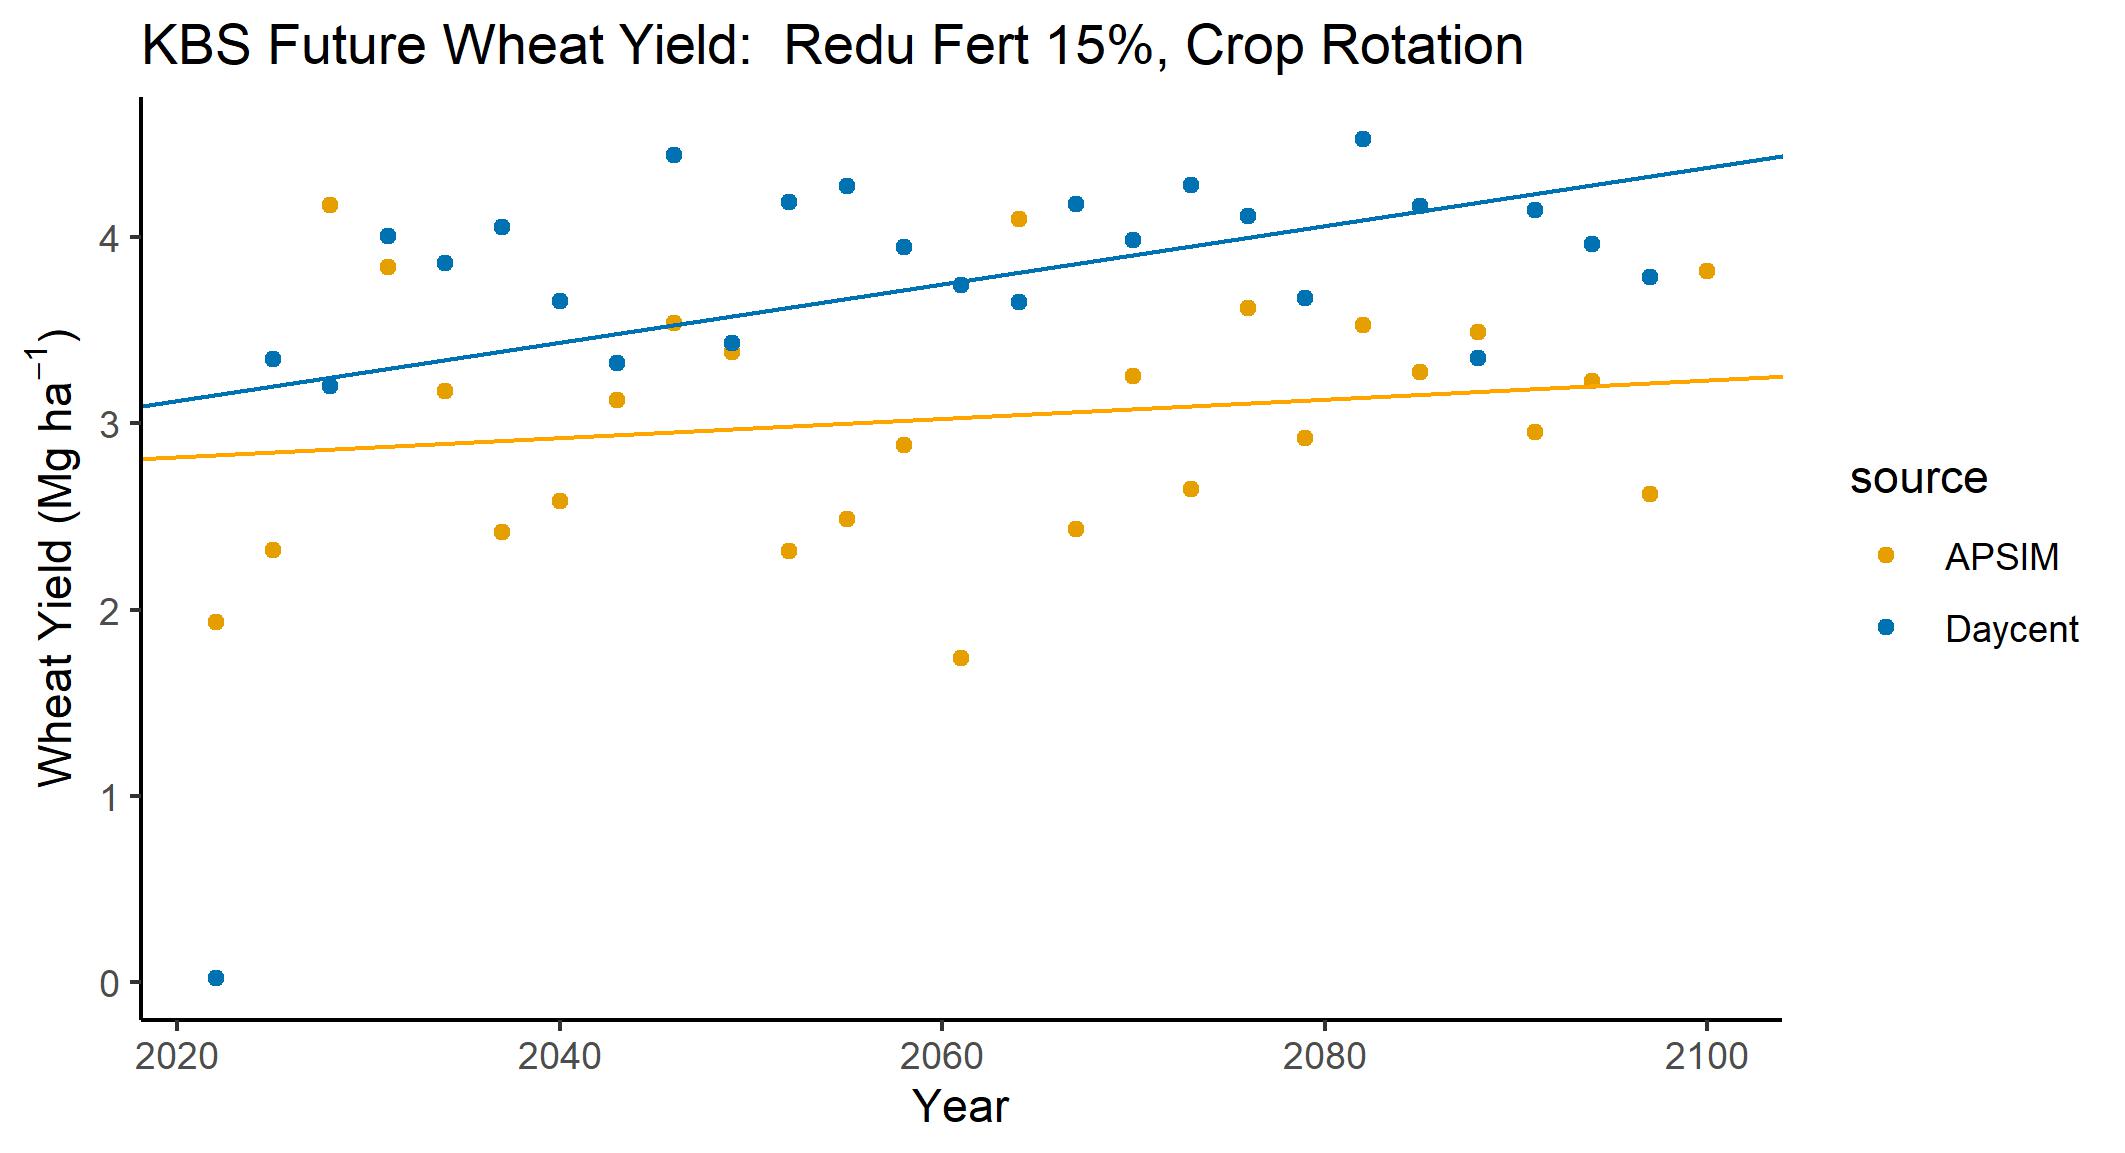 KBS Future Wheat Yield:  Redu Fert 15%, Crop Rotation
Wheat Yield (Mg ha⁻¹)
4
3
2
1
0
2020 2040 2060 2080 2100
Year
source
APSIM
Daycent